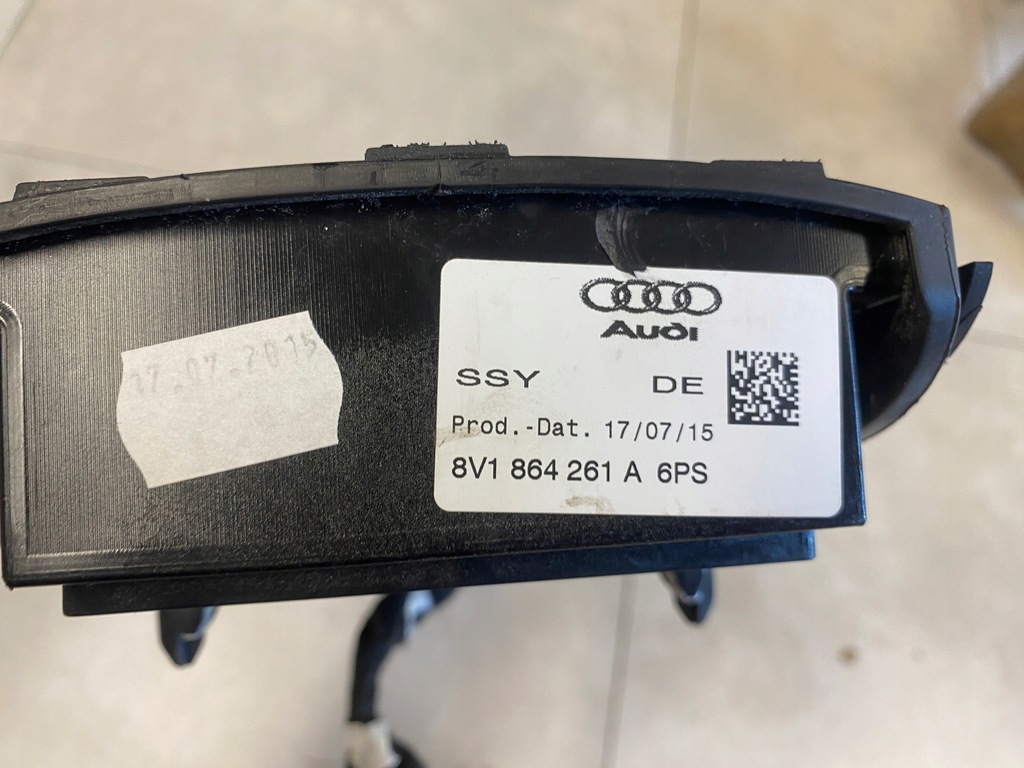 17.07.2015
Audi
SSY DE
Prod.-Dat. 17/07/15
8V1 864 261 A 6PS